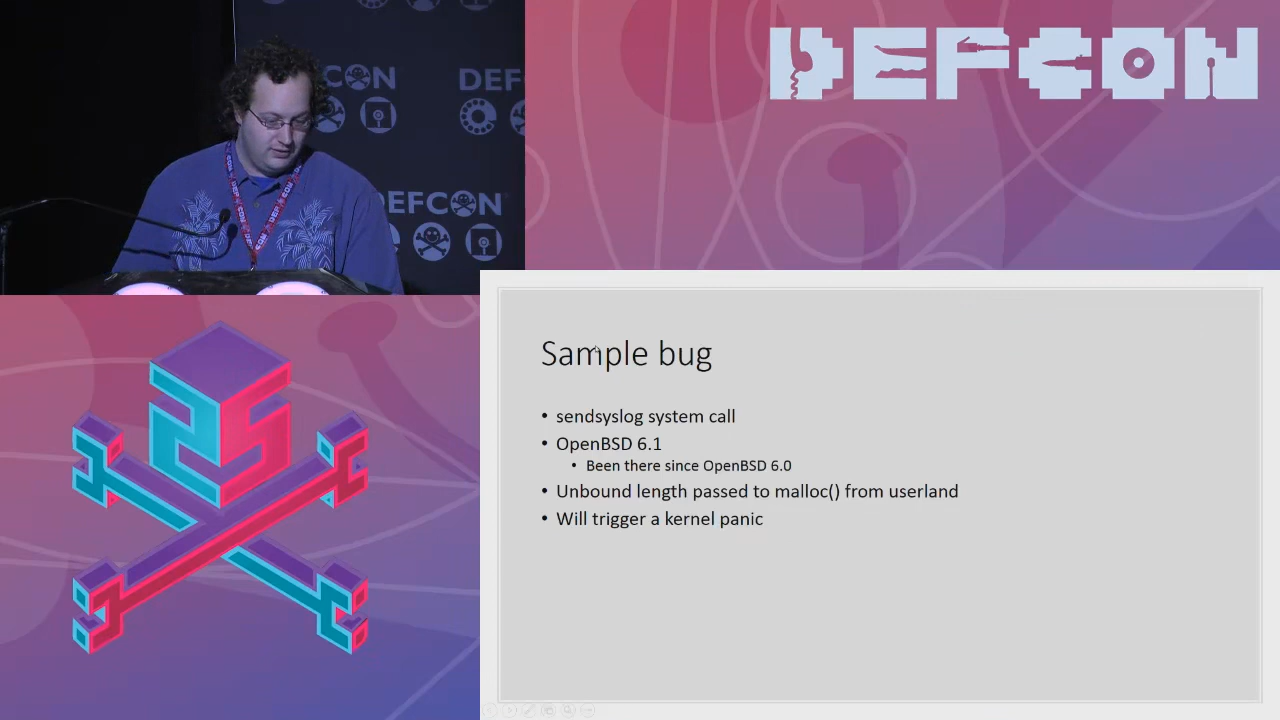 DEFCON
DEF
DEFCON
DEFCON
Sample bug
• sendsyslog system call
• OpenBSD 6.1
• Been there since OpenBSD 6.0
• Unbound length passed to malloc() from userland
• Will trigger a kernel panic